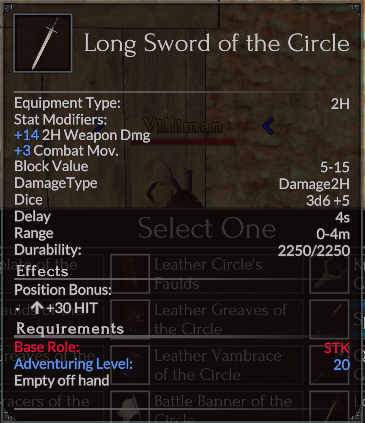 Long Sword of the Circle
Equipment Type: 2H
Stat Modifiers:
+14 2H Weapon Dmg
+3 Combat Mov.
Villiman
Block Value 5-15
DamageType Damage2H
Dice 3d6 +5
Delay 4s
Select One
Range 0-4m
Durability: 2250/2250
Effects
Leather Circle's
Faulds
Position Bonus:
+30 HIT
Leather Greaves of
the Circle
Requirements
Base Role: STK
Adventuring Level: 20
Leather Vambrace
of the Circle
Empty off hand
Battle Banner of the
Circle